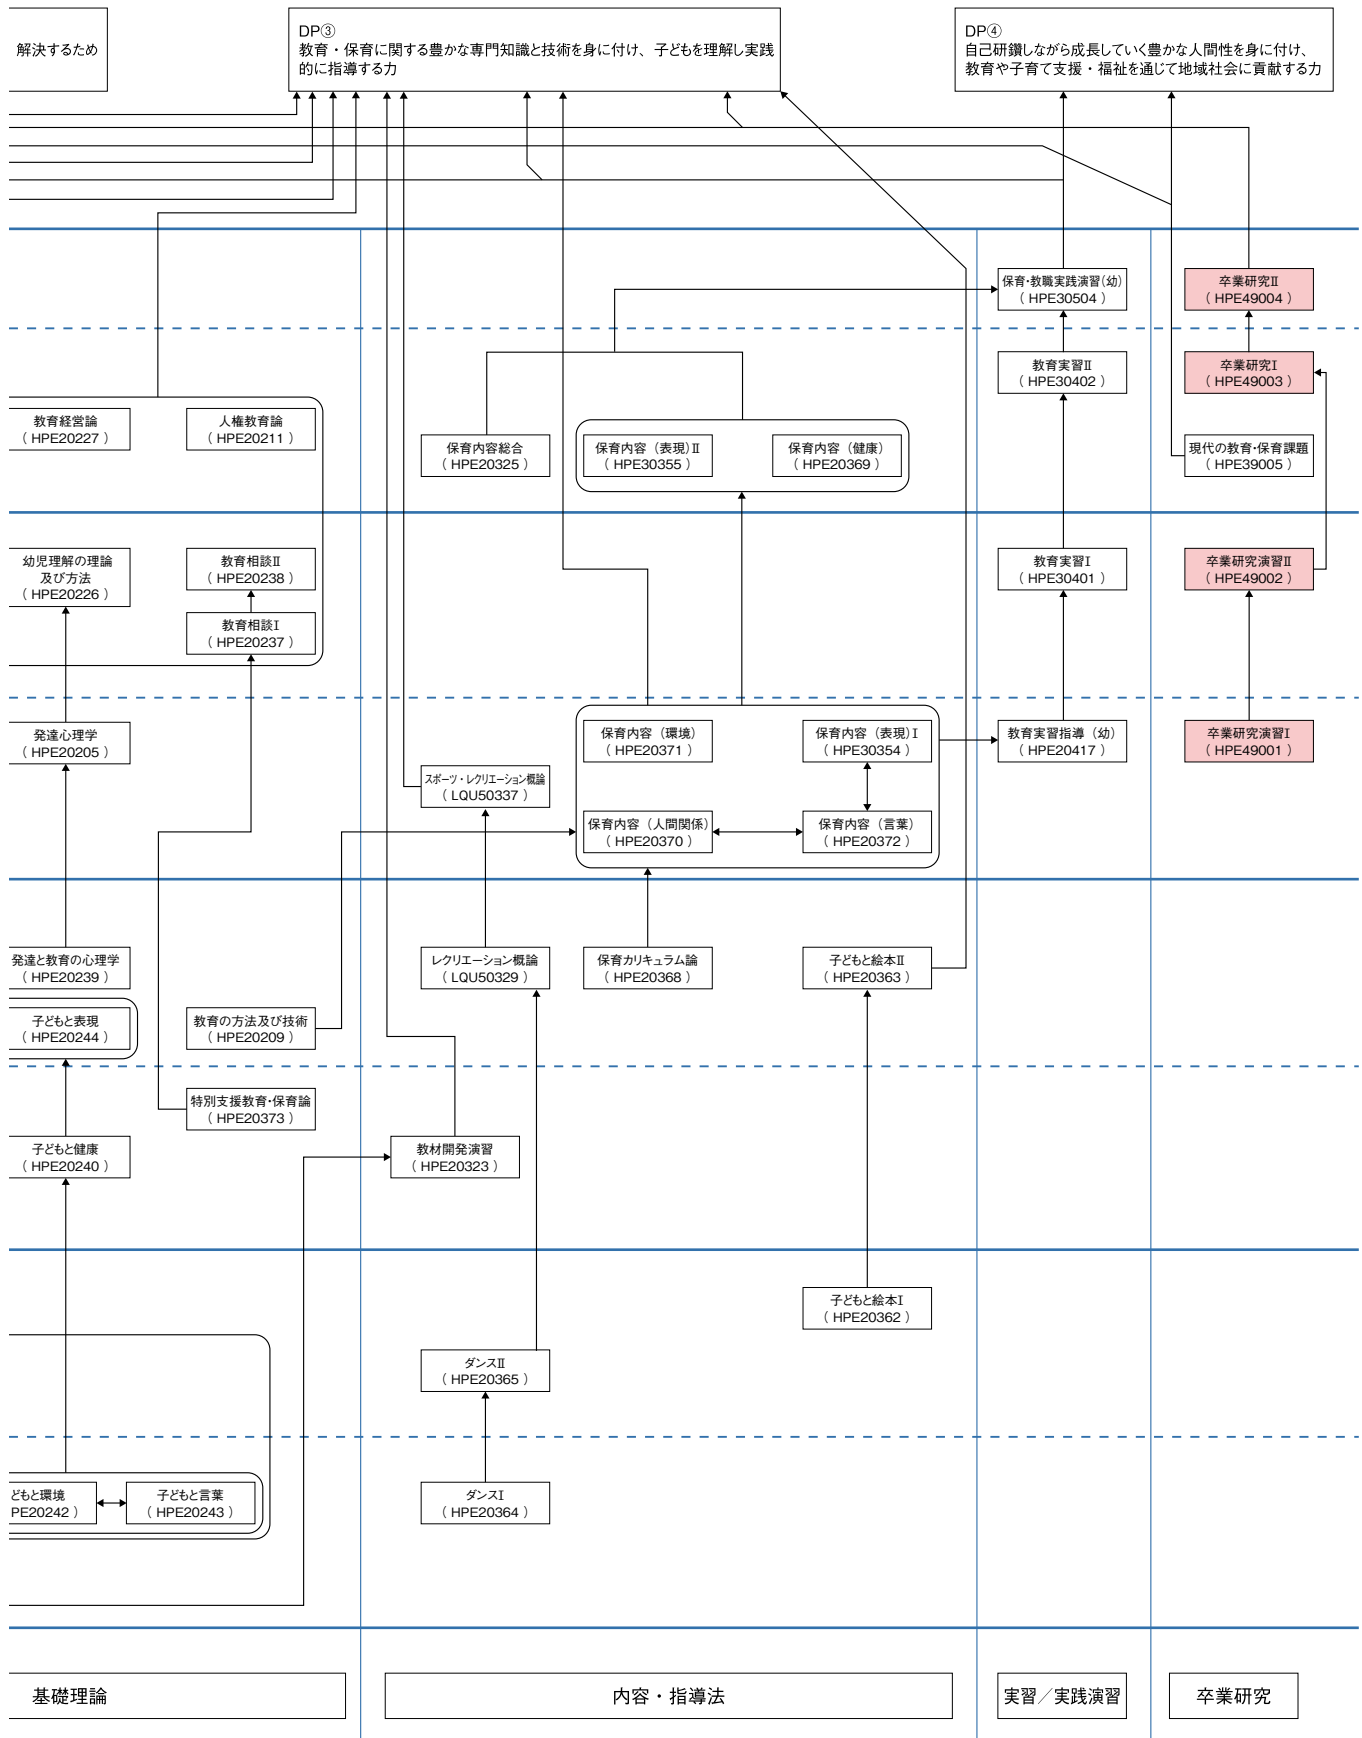 解決するため
DP③
教育・保育に関する豊かな専門知識と技術を身に付け、子どもを理解し実践
的に指導する力
DP④
自己研鑽しながら成長していく豊かな人間性を身に付け、
教育や子育て支援・福祉を通じて地域社会に貢献する力
保育・教職実践演習（幼）
（HPE30504）
卒業研究Ⅱ
（HPE49004）
教育実習Ⅱ
（HPE30402）
卒業研究Ⅰ
（HPE49003）
教育経営論
（HPE20227）
人権教育論
（HPE20211）
保育内容総合
（HPE20325）
保育内容（表現）Ⅱ
（HPE30355）
保育内容（健康）
（HPE20369）
現代の教育・保育課題
（HPE39005）
幼児理解の理論
及び方法
（HPE20226）
教育相談Ⅱ
（HPE20238）
教育実習Ⅰ
（HPE30401）
卒業研究演習Ⅱ
（HPE49002）
教育相談Ⅰ
（HPE20237）
発達心理学
（HPE20205）
保育内容（環境）
（HPE20371）
保育内容（表現）Ⅰ
（HPE30354）
教育実習指導（幼）
（HPE20417）
卒業研究演習Ⅰ
（HPE49001）
スポーツ・レクリエーション概論
（LQU50337）
保育内容（人間関係）
（HPE20370）
保育内容（言葉）
（HPE20372）
発達と教育の心理学
（HPE20239）
レクリエーション概論
（LQU50329）
保育カリキュラム論
（HPE20368）
子どもと絵本Ⅱ
（HPE20363）
子どもと表現
（HPE20244）
教育の方法及び技術
（HPE20209）
特別支援教育・保育論
（HPE20373）
子どもと健康
（HPE20240）
教材開発演習
（HPE20323）
子どもと絵本Ⅰ
（HPE20362）
ダンスⅡ
（HPE20365）
どもと環境
PE20242）
子どもと言葉
（HPE20243）
ダンスⅠ
（HPE20364）
基礎理論
内容・指導法
実習／実践演習
卒業研究